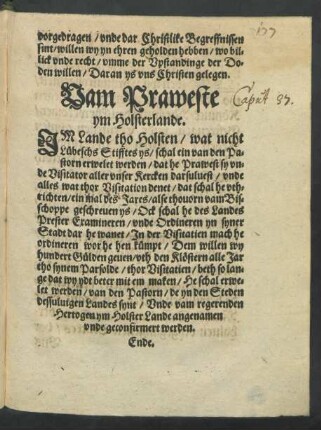 vorgedragen / vnde dar Christlike Begreffnissen
sint / willen wy yn ehren geholden hebben / wo bil-
lick vnde recht / vmme der Vpstandinge der Do-
den willen / Daran ys vns Christen gelegen.
Vam Praweste
ym Holsterlande.
Caput 37.
IM Lande tho Holsten / wat nicht
Lübeschs Stifftes ys / schal ein van den Pa-
storn erwelet werden / dat he Prawest sy vn-
de Visitator aller vnser Kercken darsuluest / vnde
alles wat thor Visitation denet / dat schal he vth-
richten / ein mal des Jares / alse thouorn vam Bis-
schoppe geschreuen ys / Ock schal he des Landes
Prester Examineren / vnde Ordineren yn syner
Stadt dar he wanet / In der Visitatien mach he
ordineren wor he hen kümpt / Dem willen wy
hundert Gülden geuen / vth den Klöstern alle Jar
tho synem Parsolde / thor Visitatien / beth so lan-
ge dat wy ydt beter mit em maken / He schal erwe-
let werden / van den Pastorn / de yn den Steden
dessuluigen Landes synt / Vnde vam regerenden
Hertogen ym Holster Lande angenamen
vnde geconfirmert werden.
Ende.